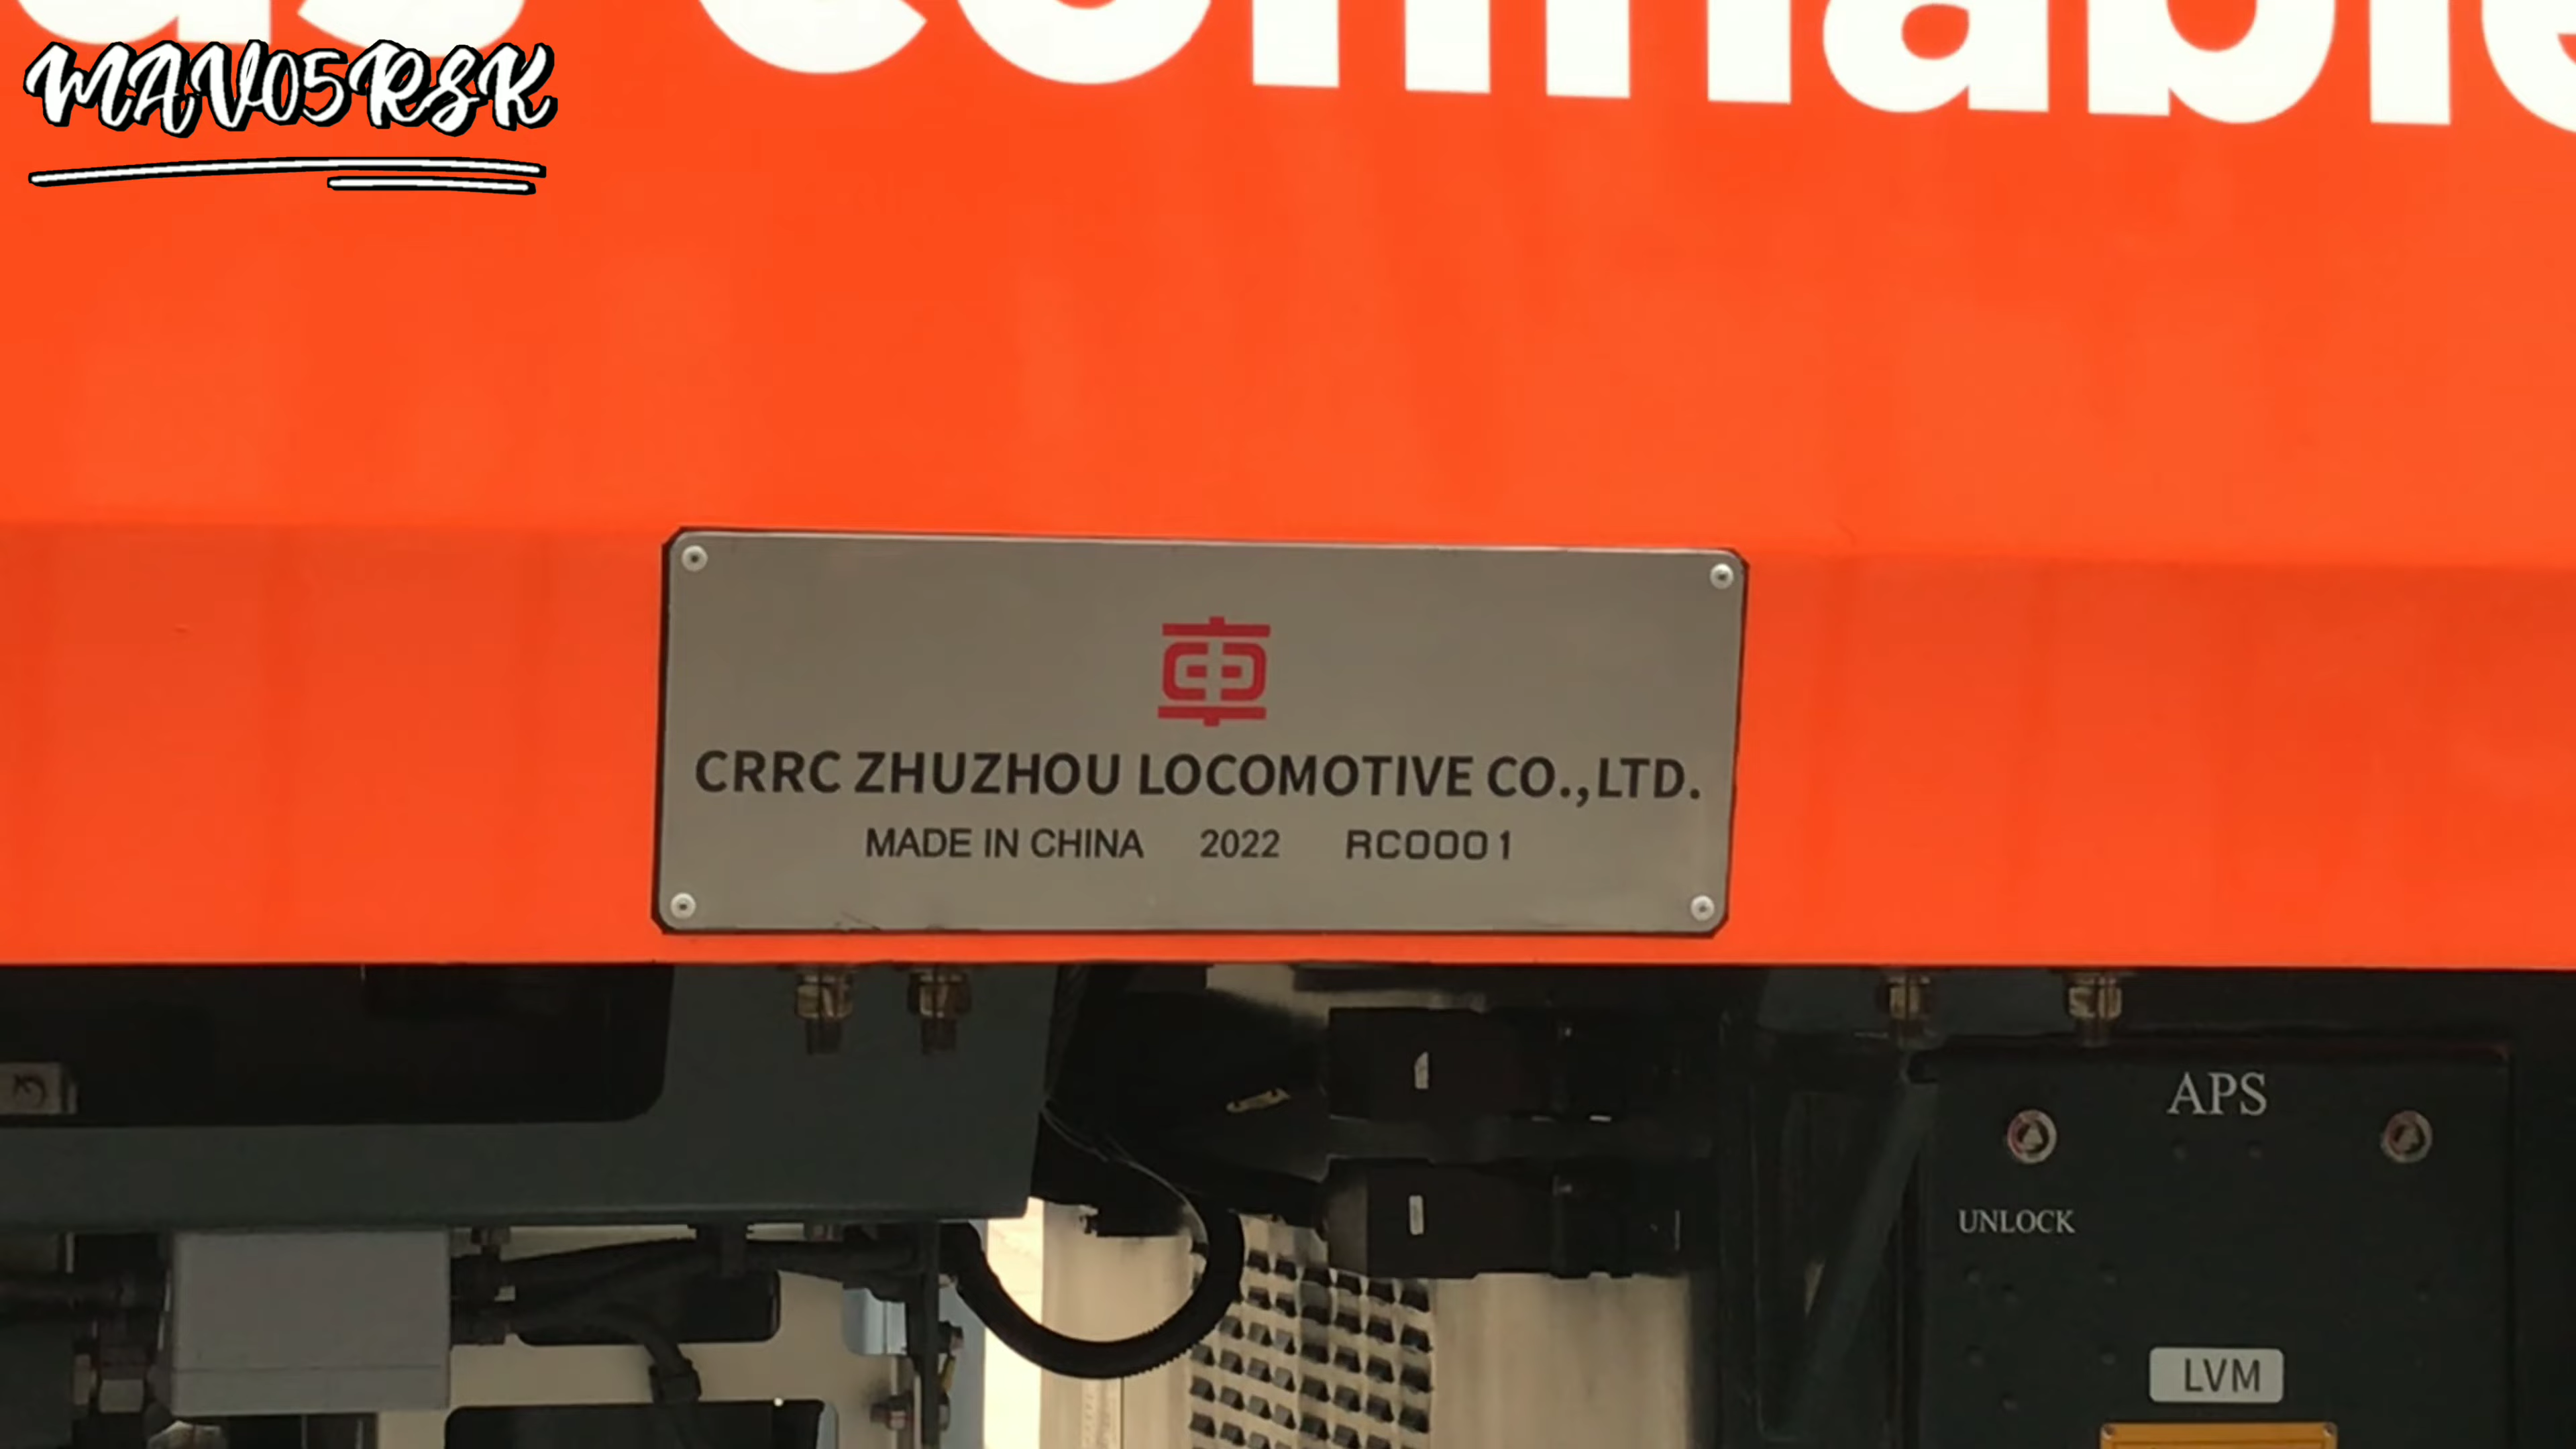 MAV05RSK
CRRC ZHUZHOU LOCOMOTIVE CO.,LTD.
MADE IN CHINA 2022 RC0001
APS
UNLOCK
LVM